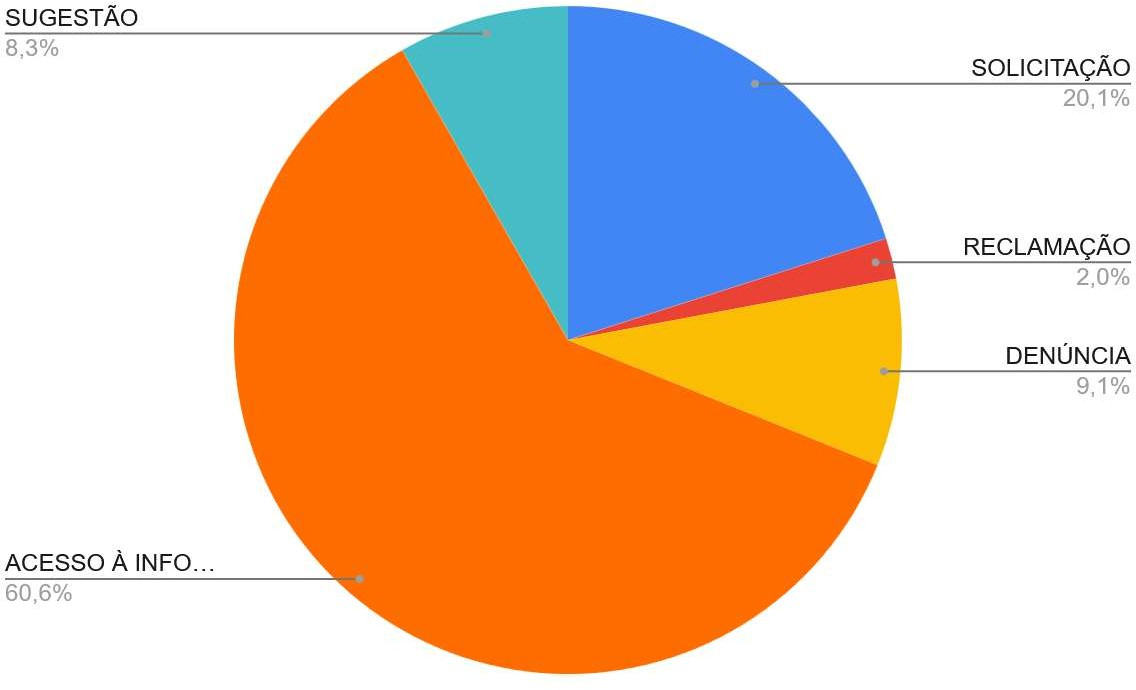 SUGESTÃO
8,3%
SOLICITAÇÃO
20,1%
RECLAMAÇÃO
2,0%
DENÚNCIA
9,1%
ACESSO À INFO…
60,6%